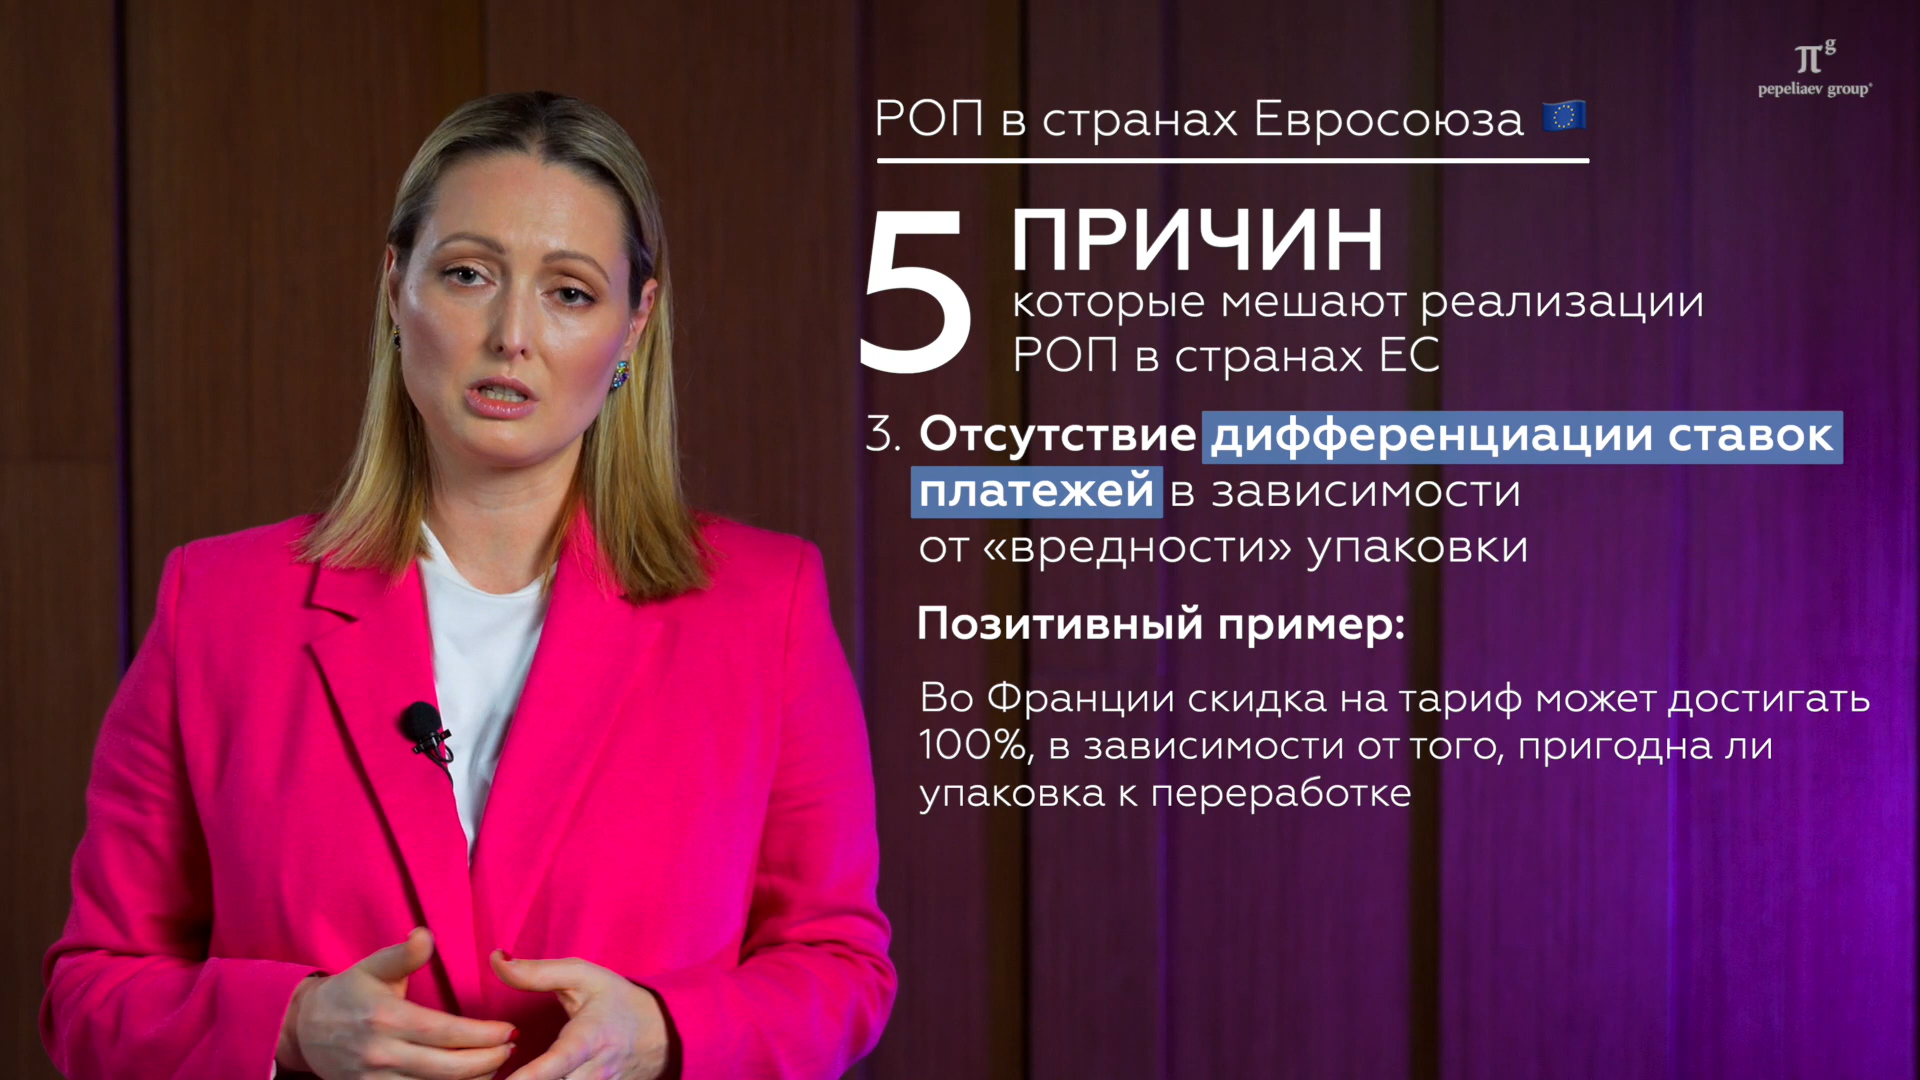 πg
pepeliaev group®
РОП в странах Евросоюза
5 ПРИЧИН
которые мешают реализации
РОП в странах ЕС
3. Отсутствие дифференциации ставок
платежей в зависимости
от «вредности» упаковки
Позитивный пример:
Во Франции скидка на тариф может достигать
100%, в зависимости от того, пригодна ли
упаковка к переработке